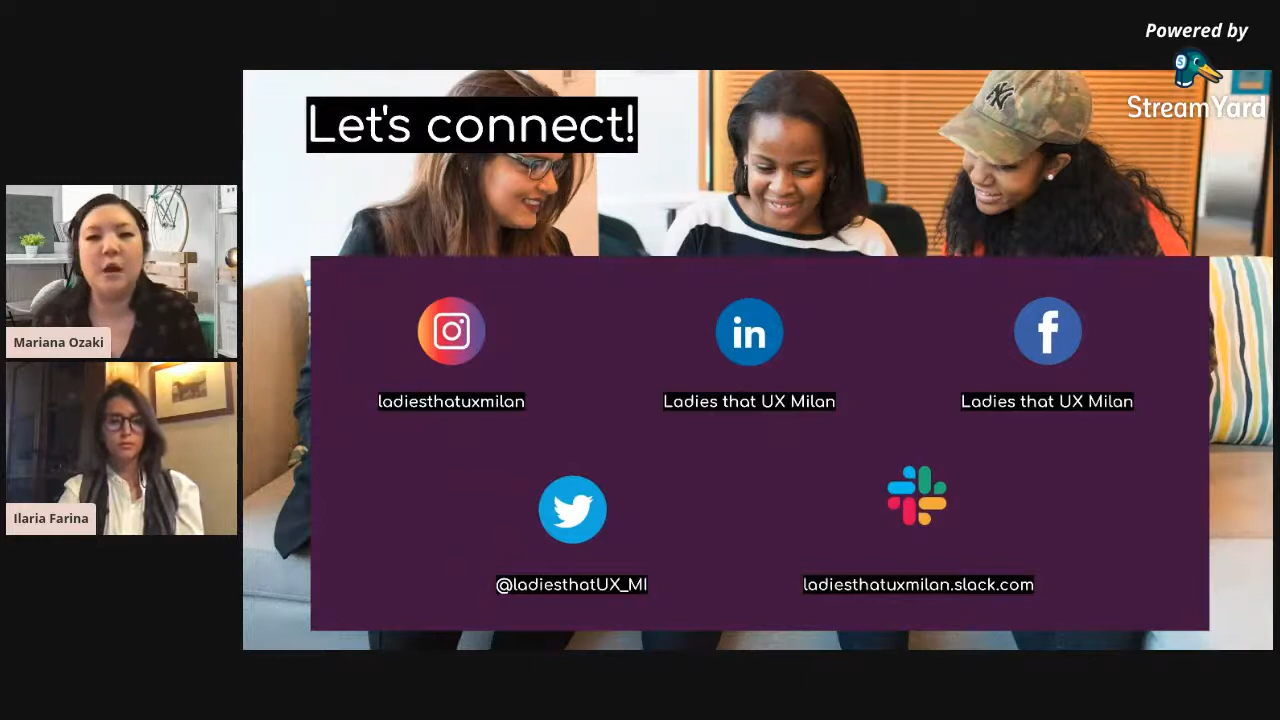 Powered by
StreamYard
Let's connect!
Mariana Ozaki
Ilaria Farina
ladiesthatuxmilan
Ladies that UX Milan
Ladies that UX Milan
@ladiesthatUX_MI
ladiesthatuxmilan.slack.com